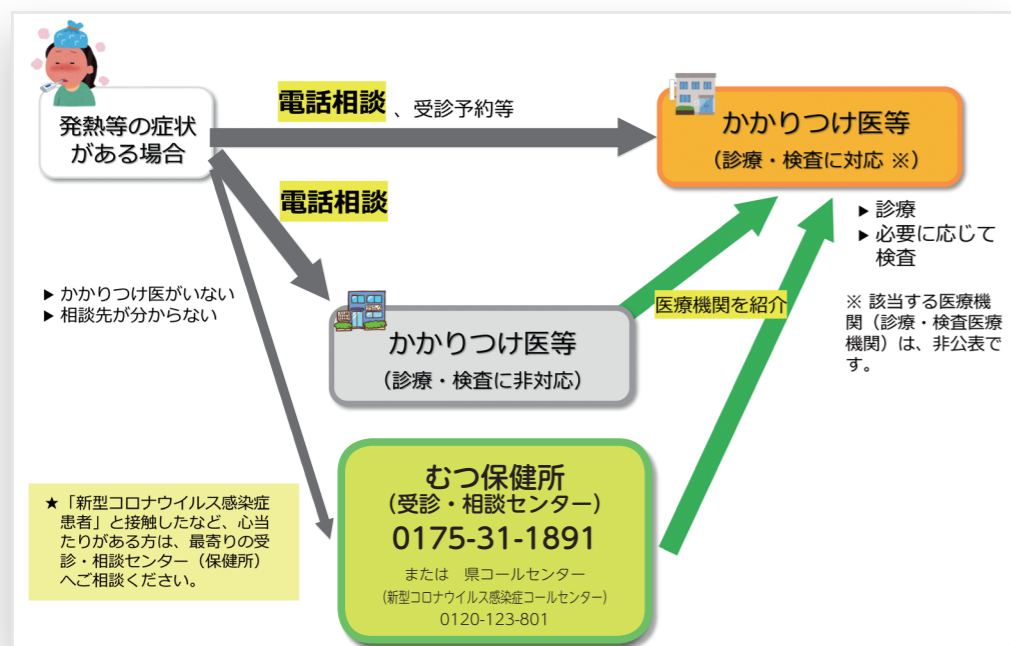 発熱等の症状
がある場合
電話相談 、受診予約等
かかりつけ医等
(診療・検査に対応 ※)
電話相談
▶ 診療
▶ 必要に応じて
検査
▶ かかりつけ医がいない
▶ 相談先が分からない
医療機関を紹介
※ 該当する医療機
関(診療・検査医療
機関)は、非公表で
す。
かかりつけ医等
(診療・検査に非対応)
むつ保健所
(受診・相談センター)
0175-31-1891
または 県コールセンター
(新型コロナウイルス感染症コールセンター)
0120-123-801
★「新型コロナウイルス感染症
患者」と接触したなど、心当
たりがある方は、最寄りの受
診・相談センター(保健所)
へご相談ください。